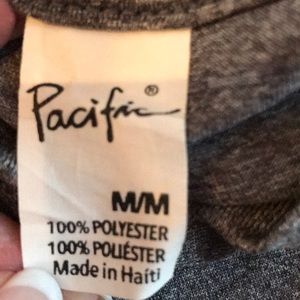 Pacific®
M/M
100% POLYESTER
100% POLIÉSTER
Made in Haiti